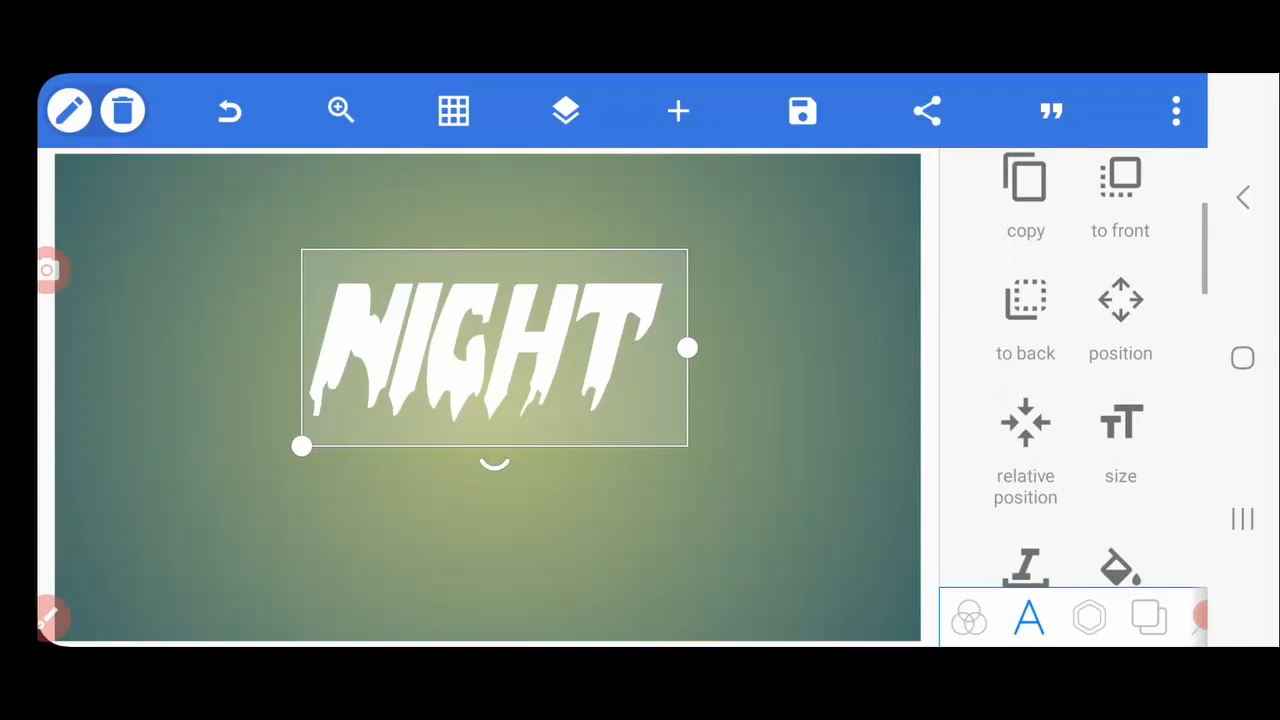 NIGHT
copy
to front
to back
position
relative
position
size